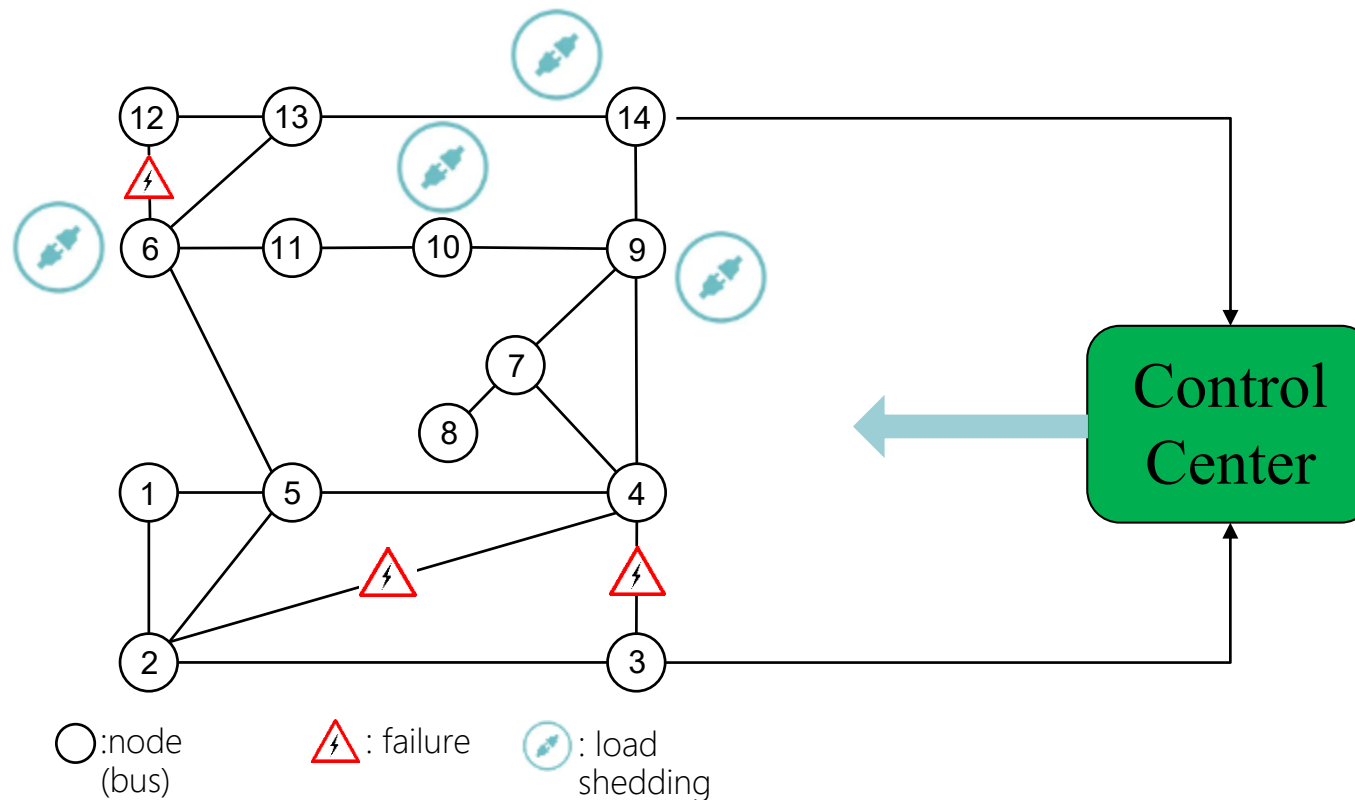 12
13
14
6
11
10
9
7
8
1
5
4
2
3
Control
Center
:node
(bus)
: failure
: load
shedding